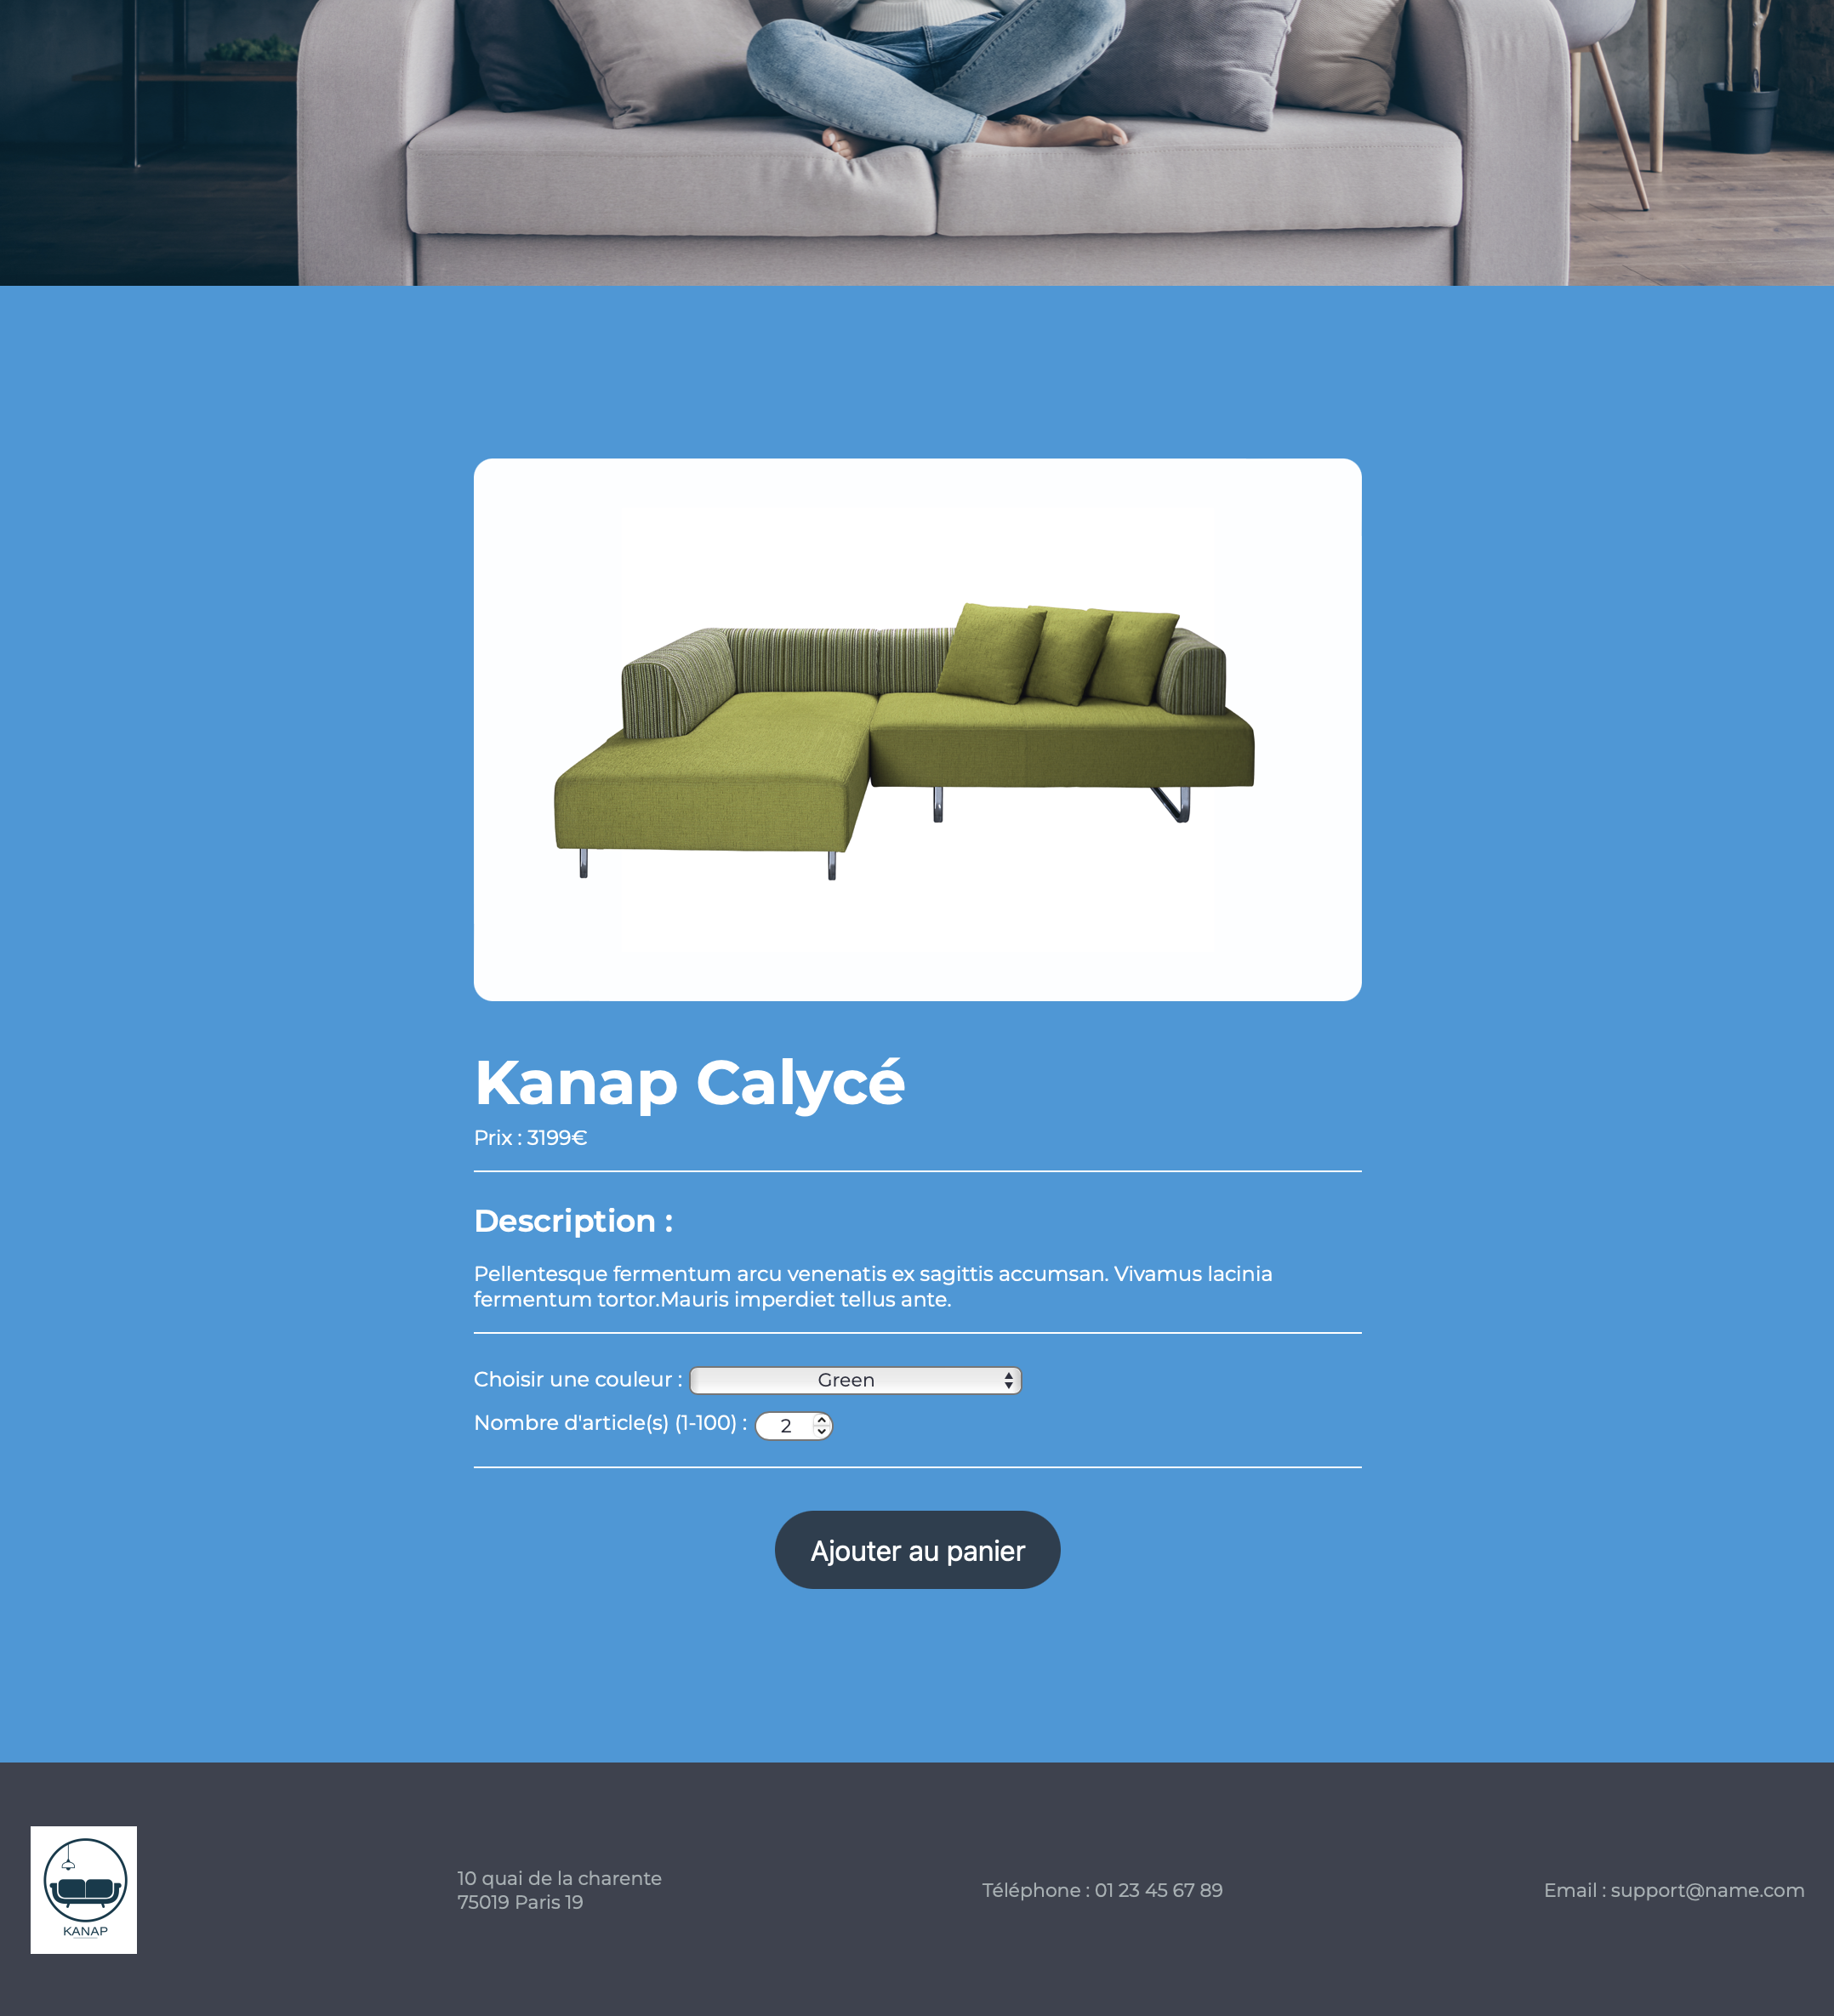 Kanap Calycé
Prix : 3199€
Description :
Pellentesque fermentum arcu venenatis ex sagittis accumsan. Vivamus lacinia
fermentum tortor.Mauris imperdiet tellus ante.
Choisir une couleur : Green
Nombre d'article(s) (1-100) : 2
Ajouter au panier
KANAP
10 quai de la charente
75019 Paris 19
Téléphone : 01 23 45 67 89
Email : support@name.com